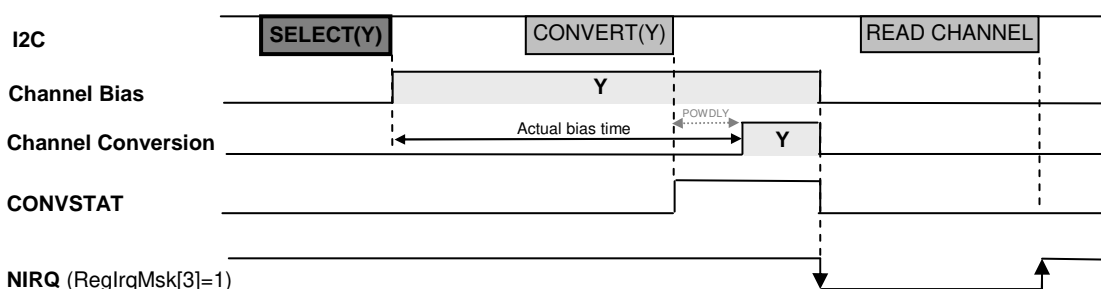 I2C SELECT(Y) CONVERT(Y) READ CHANNEL
Channel Bias Y
POWDLY
Channel Conversion Actual bias time Y
CONVSTAT
NIRQ (RegIrqMsk[3]=1)